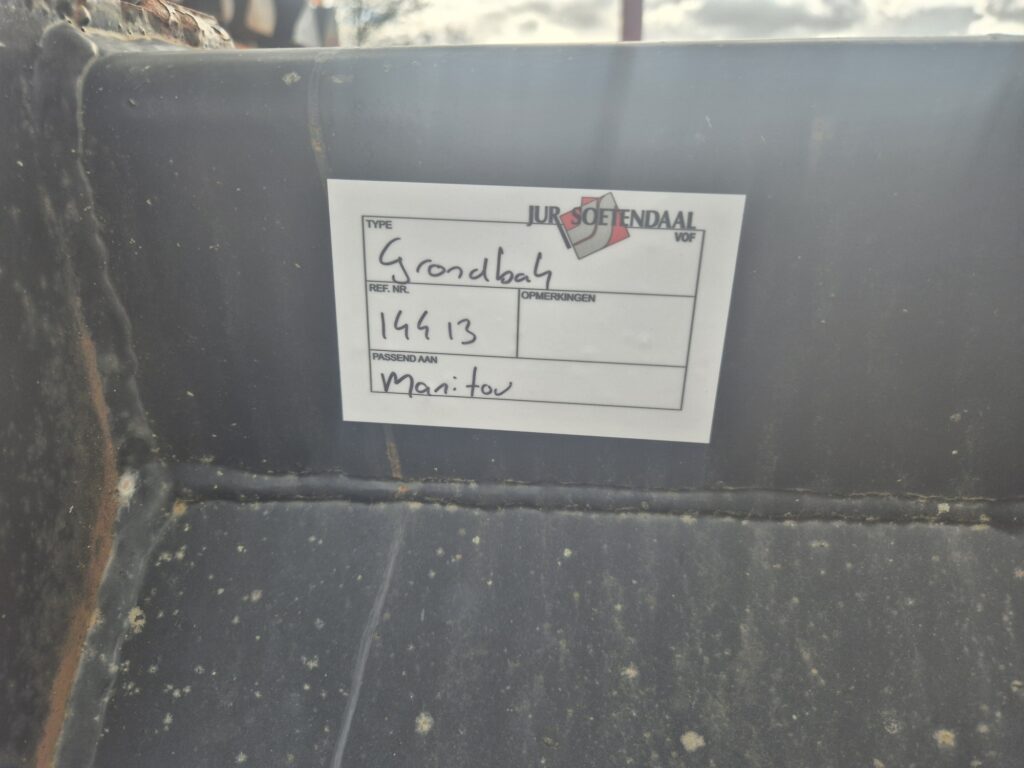 JUR SOETENDAAL
VOF
TYPE
Grondbak
REF. NR.
14413
OPMERKINGEN
PASSEND AAN
Manitou